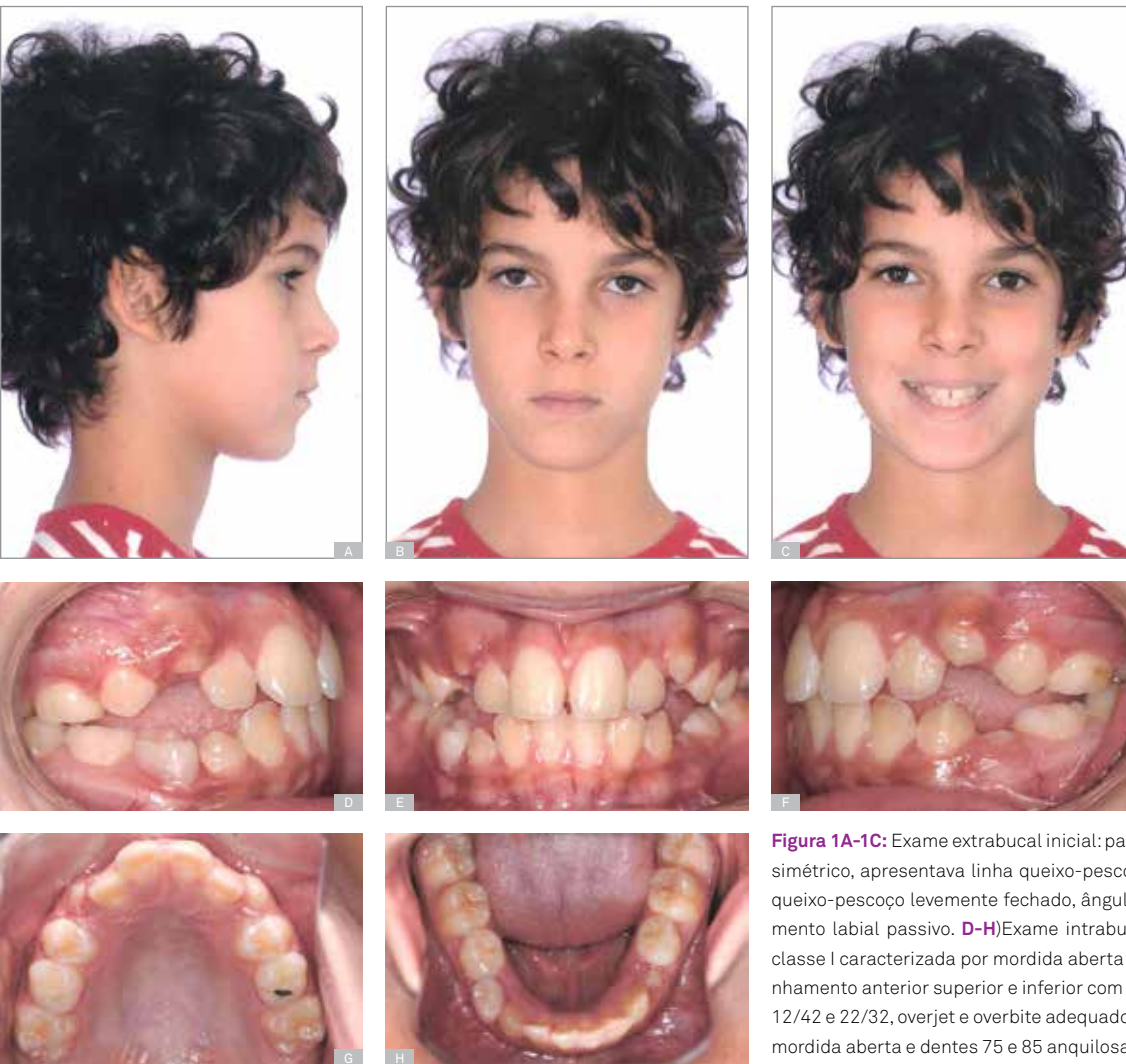 A
B
C
D
E
F
G
H
Figura 1A-1C: Exame extrabucal inicial: pa
simétrico, apresentava linha queixo-pesco
queixo-pescoço levemente fechado, ângul
mento labial passivo. D-H)Exame intrabu
classe I caracterizada por mordida aberta
nhamento anterior superior e inferior com
12/42 e 22/32, overjet e overbite adequado
mordida aberta e dentes 75 e 85 anquilosa